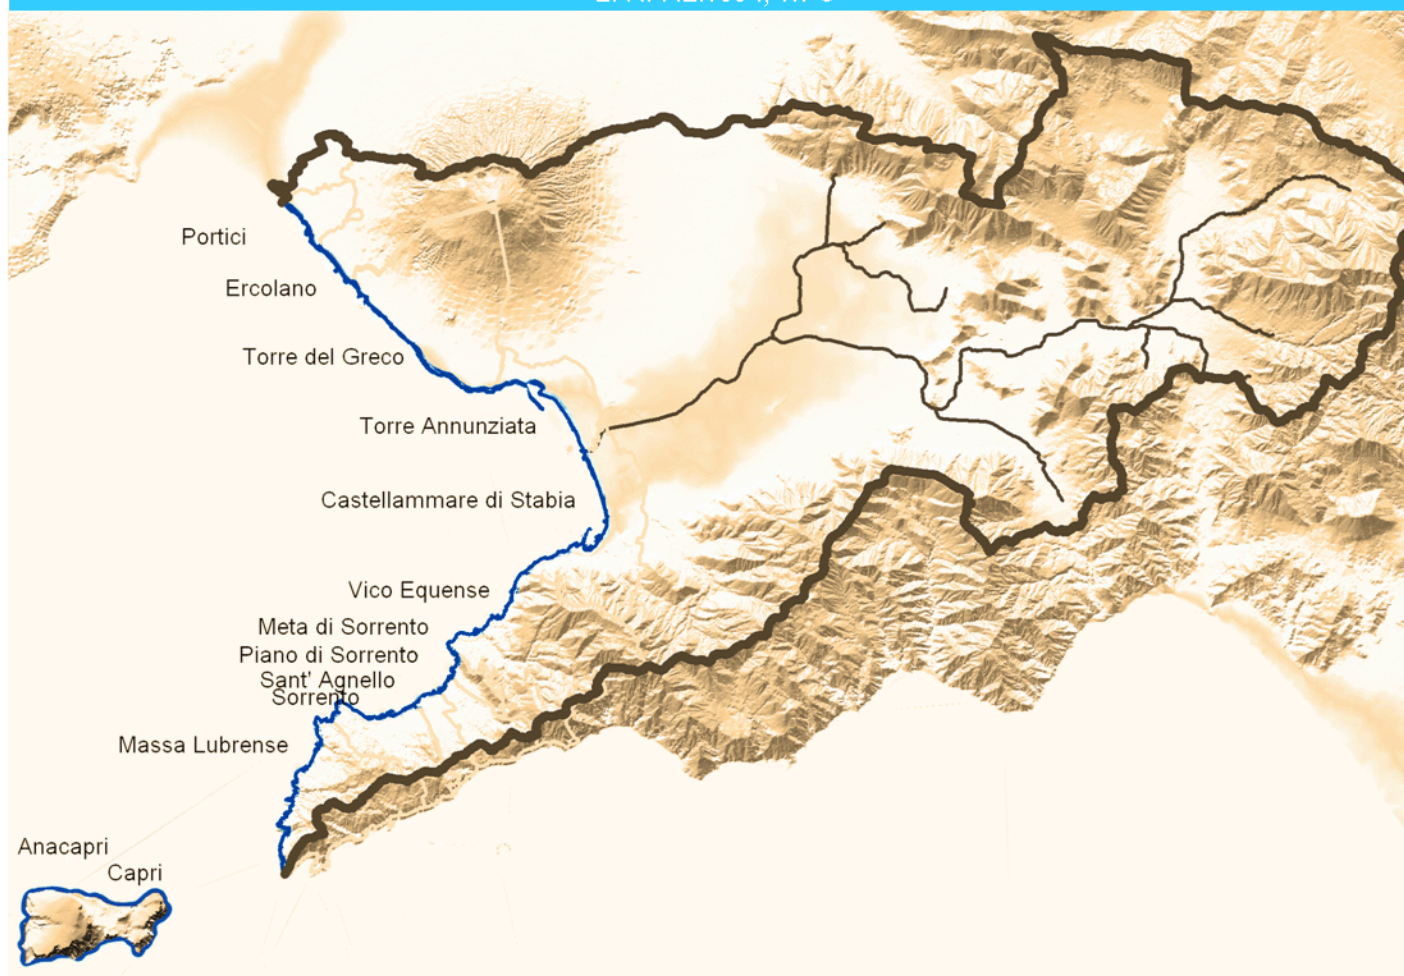 Portici
Ercolano
Torre del Greco
Torre Annunziata
Castellammare di Stabia
Vico Equense
Meta di Sorrento
Piano di Sorrento
Sant' Agnello
Sorrento
Massa Lubrense
Anacapri
Capri